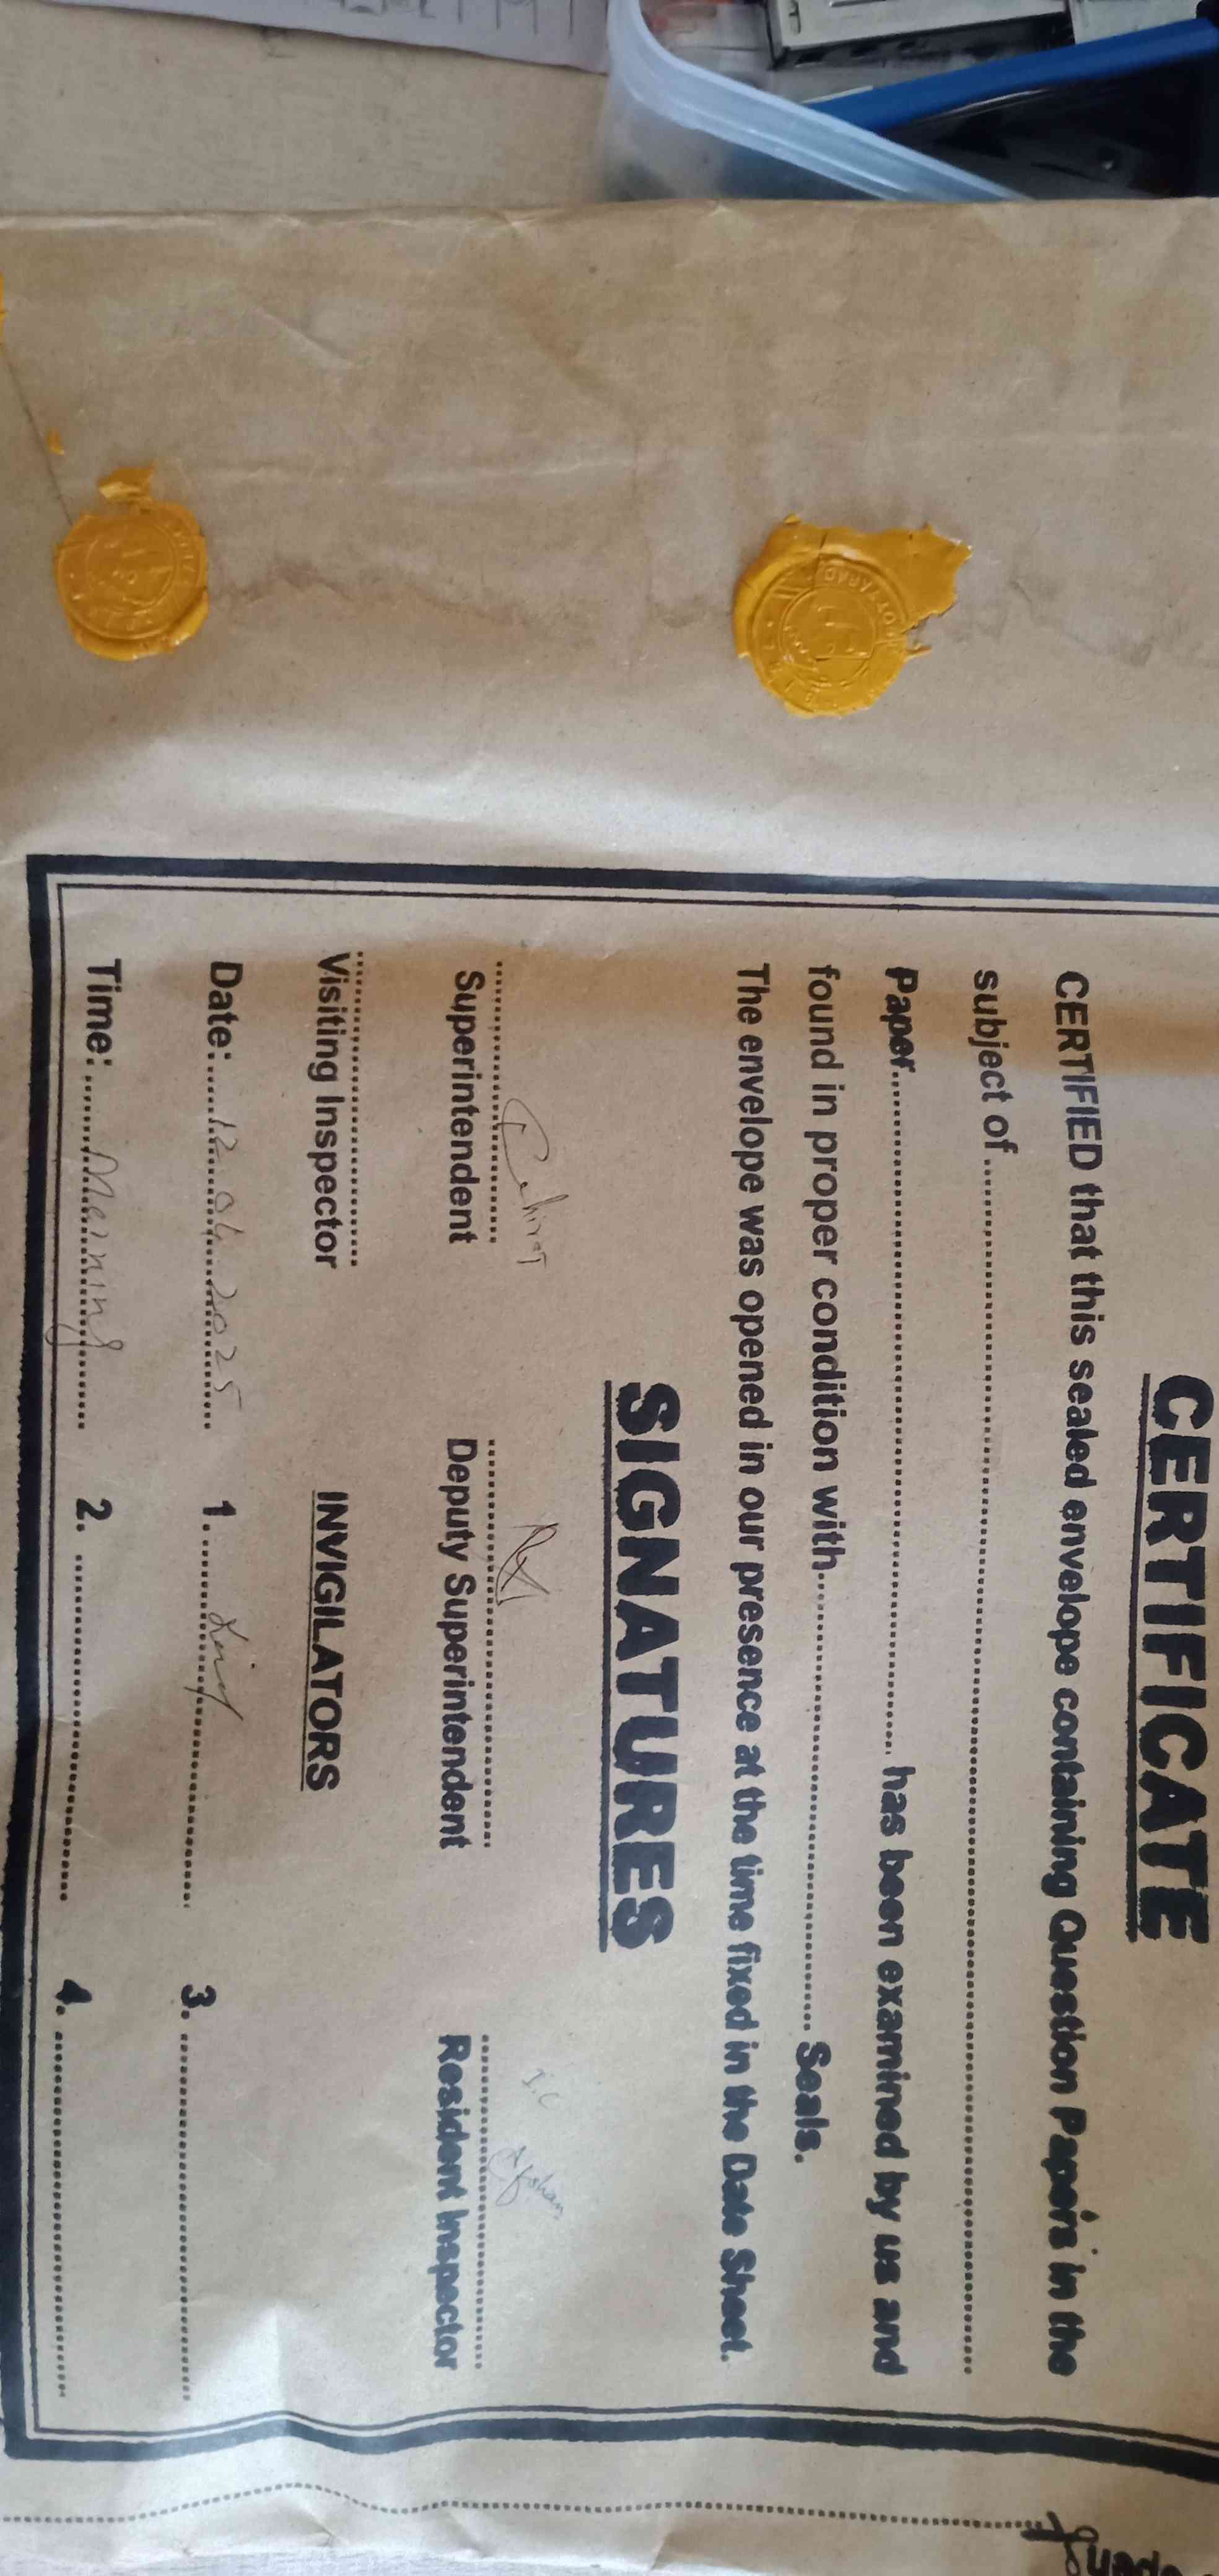 CERTIFICATE
CERTIFIED that this sealed envelope containing Question Papers in the
subject of ........................................
Paper........................................ has been examined by us and
found in proper condition with........................................ Seals.
The envelope was opened in our presence at the time fixed in the Date Sheet.
SIGNATURES
I.C Afshan
Superintendent Deputy Superintendent Resident Inspector
Visiting Inspector INVIGILATORS
Date: 12.04.2025 1. 3.
Time: Morning 2. 4.